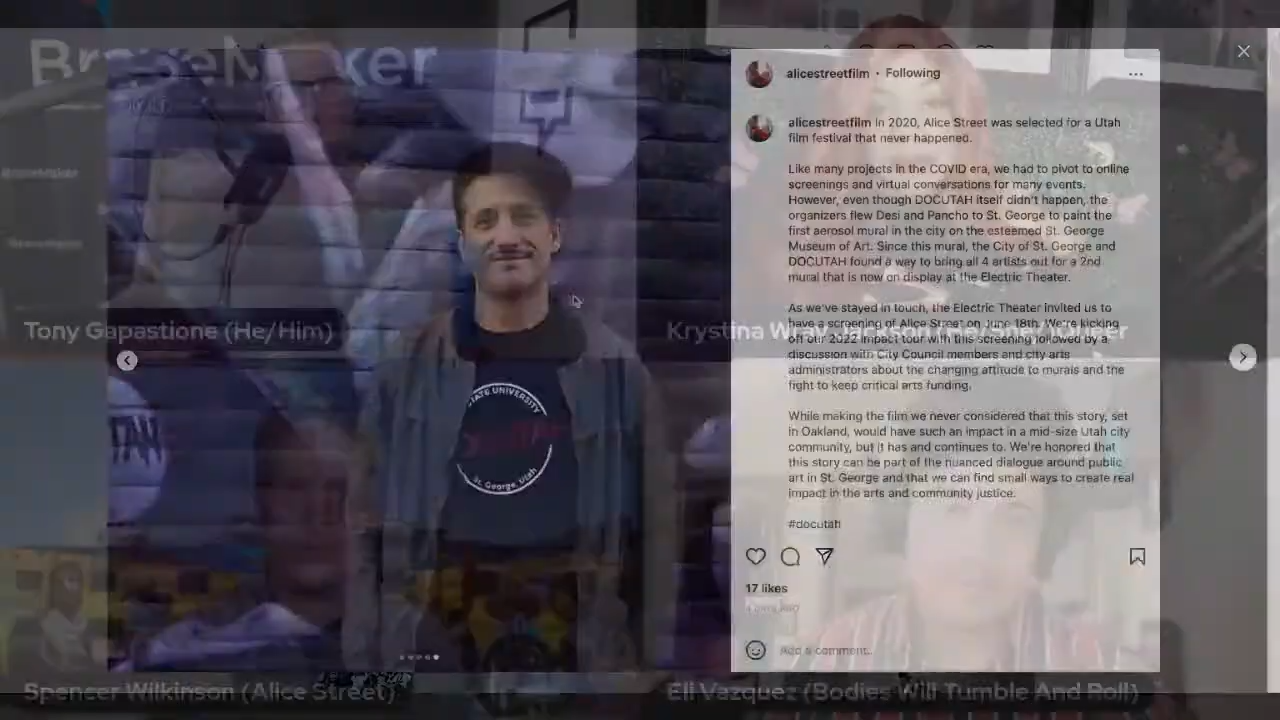 BraveMaker
alicestreetfilm • Following
alicestreetfilm In 2020, Alice Street was selected for a Utah
film festival that never happened.
Like many projects in the COVID era, we had to pivot to online
screenings and virtual conversations for many events.
However, even though DOCUTAH itself didn't happen, the
organizers flew Desi and Pancho to St. George to paint the
first aerosol mural in the city on the esteemed St. George
Museum of Art. Since this mural, the City of St. George and
DOCUTAH found a way to bring all 4 artists out for a 2nd
mural that is now on display at the Electric Theater.
As we've stayed in touch, the Electric Theater invited us to
have a screening of Alice Street on June 18th. We're kicking
off our 2022 impact tour with this screening followed by a
discussion with City Council members and city arts
administrators about the changing attitude to murals and the
fight to keep critical arts funding.
While making the film we never considered that this story, set
in Oakland, would have such an impact in a mid-size Utah city
community, but it has and continues to. We're honored that
this story can be part of the nuanced dialogue around public
art in St. George and that we can find small ways to create real
impact in the arts and community justice.
#docutah
17 likes
4 DAYS AGO
Add a comment...
Tony Gapastione (He/Him)
Krystina Wray Jackson
STATE UNIVERSITY
St. George, Utah
Spencer Wilkinson (Alice Street)
Eli Vazquez (Bodies Will Tumble And Roll)